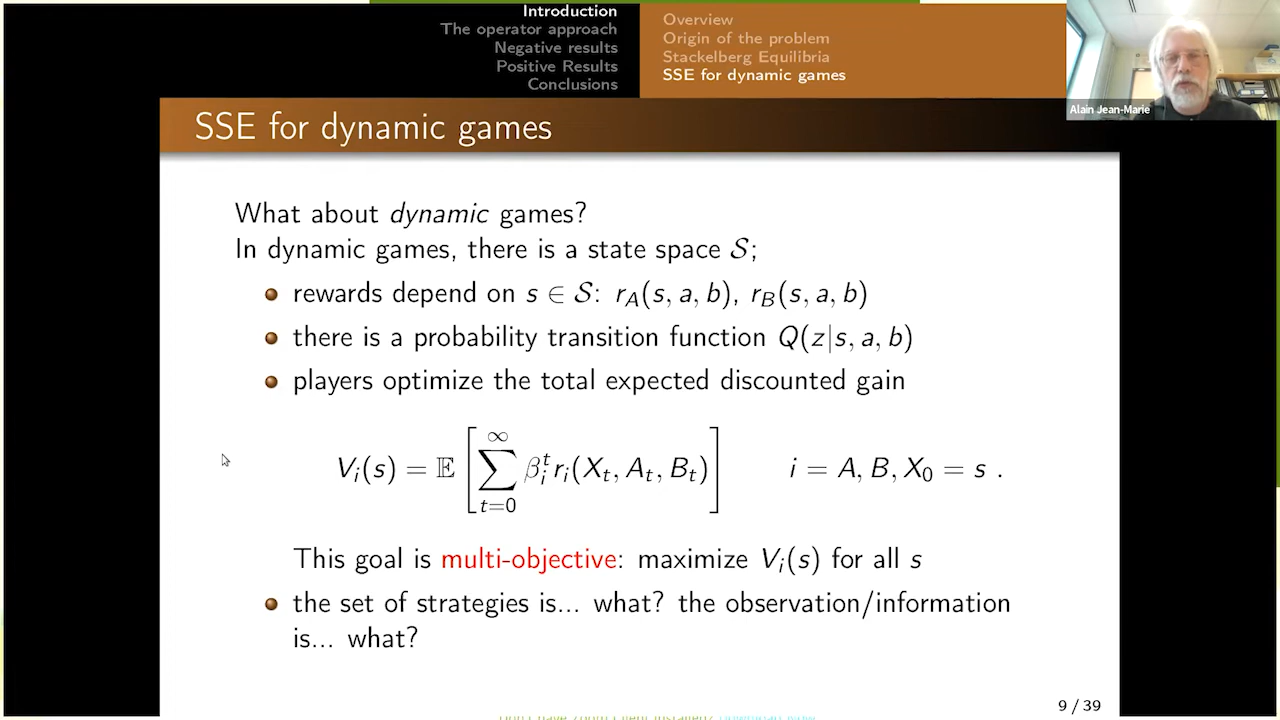 Introduction
The operator approach
Negative results
Positive Results
Conclusions
Overview
Origin of the problem
Stackelberg Equilibria
SSE for dynamic games
Alain Jean-Marie
SSE for dynamic games
What about dynamic games?
In dynamic games, there is a state space 𝒮;
rewards depend on s ∈ 𝒮: r_A(s, a, b), r_B(s, a, b)
there is a probability transition function Q(z|s, a, b)
players optimize the total expected discounted gain
V_i(s) = 𝔼 [ ∑_{t=0}^{∞} β_i^t r_i(X_t, A_t, B_t) ] i = A, B, X_0 = s .
This goal is multi-objective: maximize V_i(s) for all s
the set of strategies is... what? the observation/information
is... what?
9 / 39